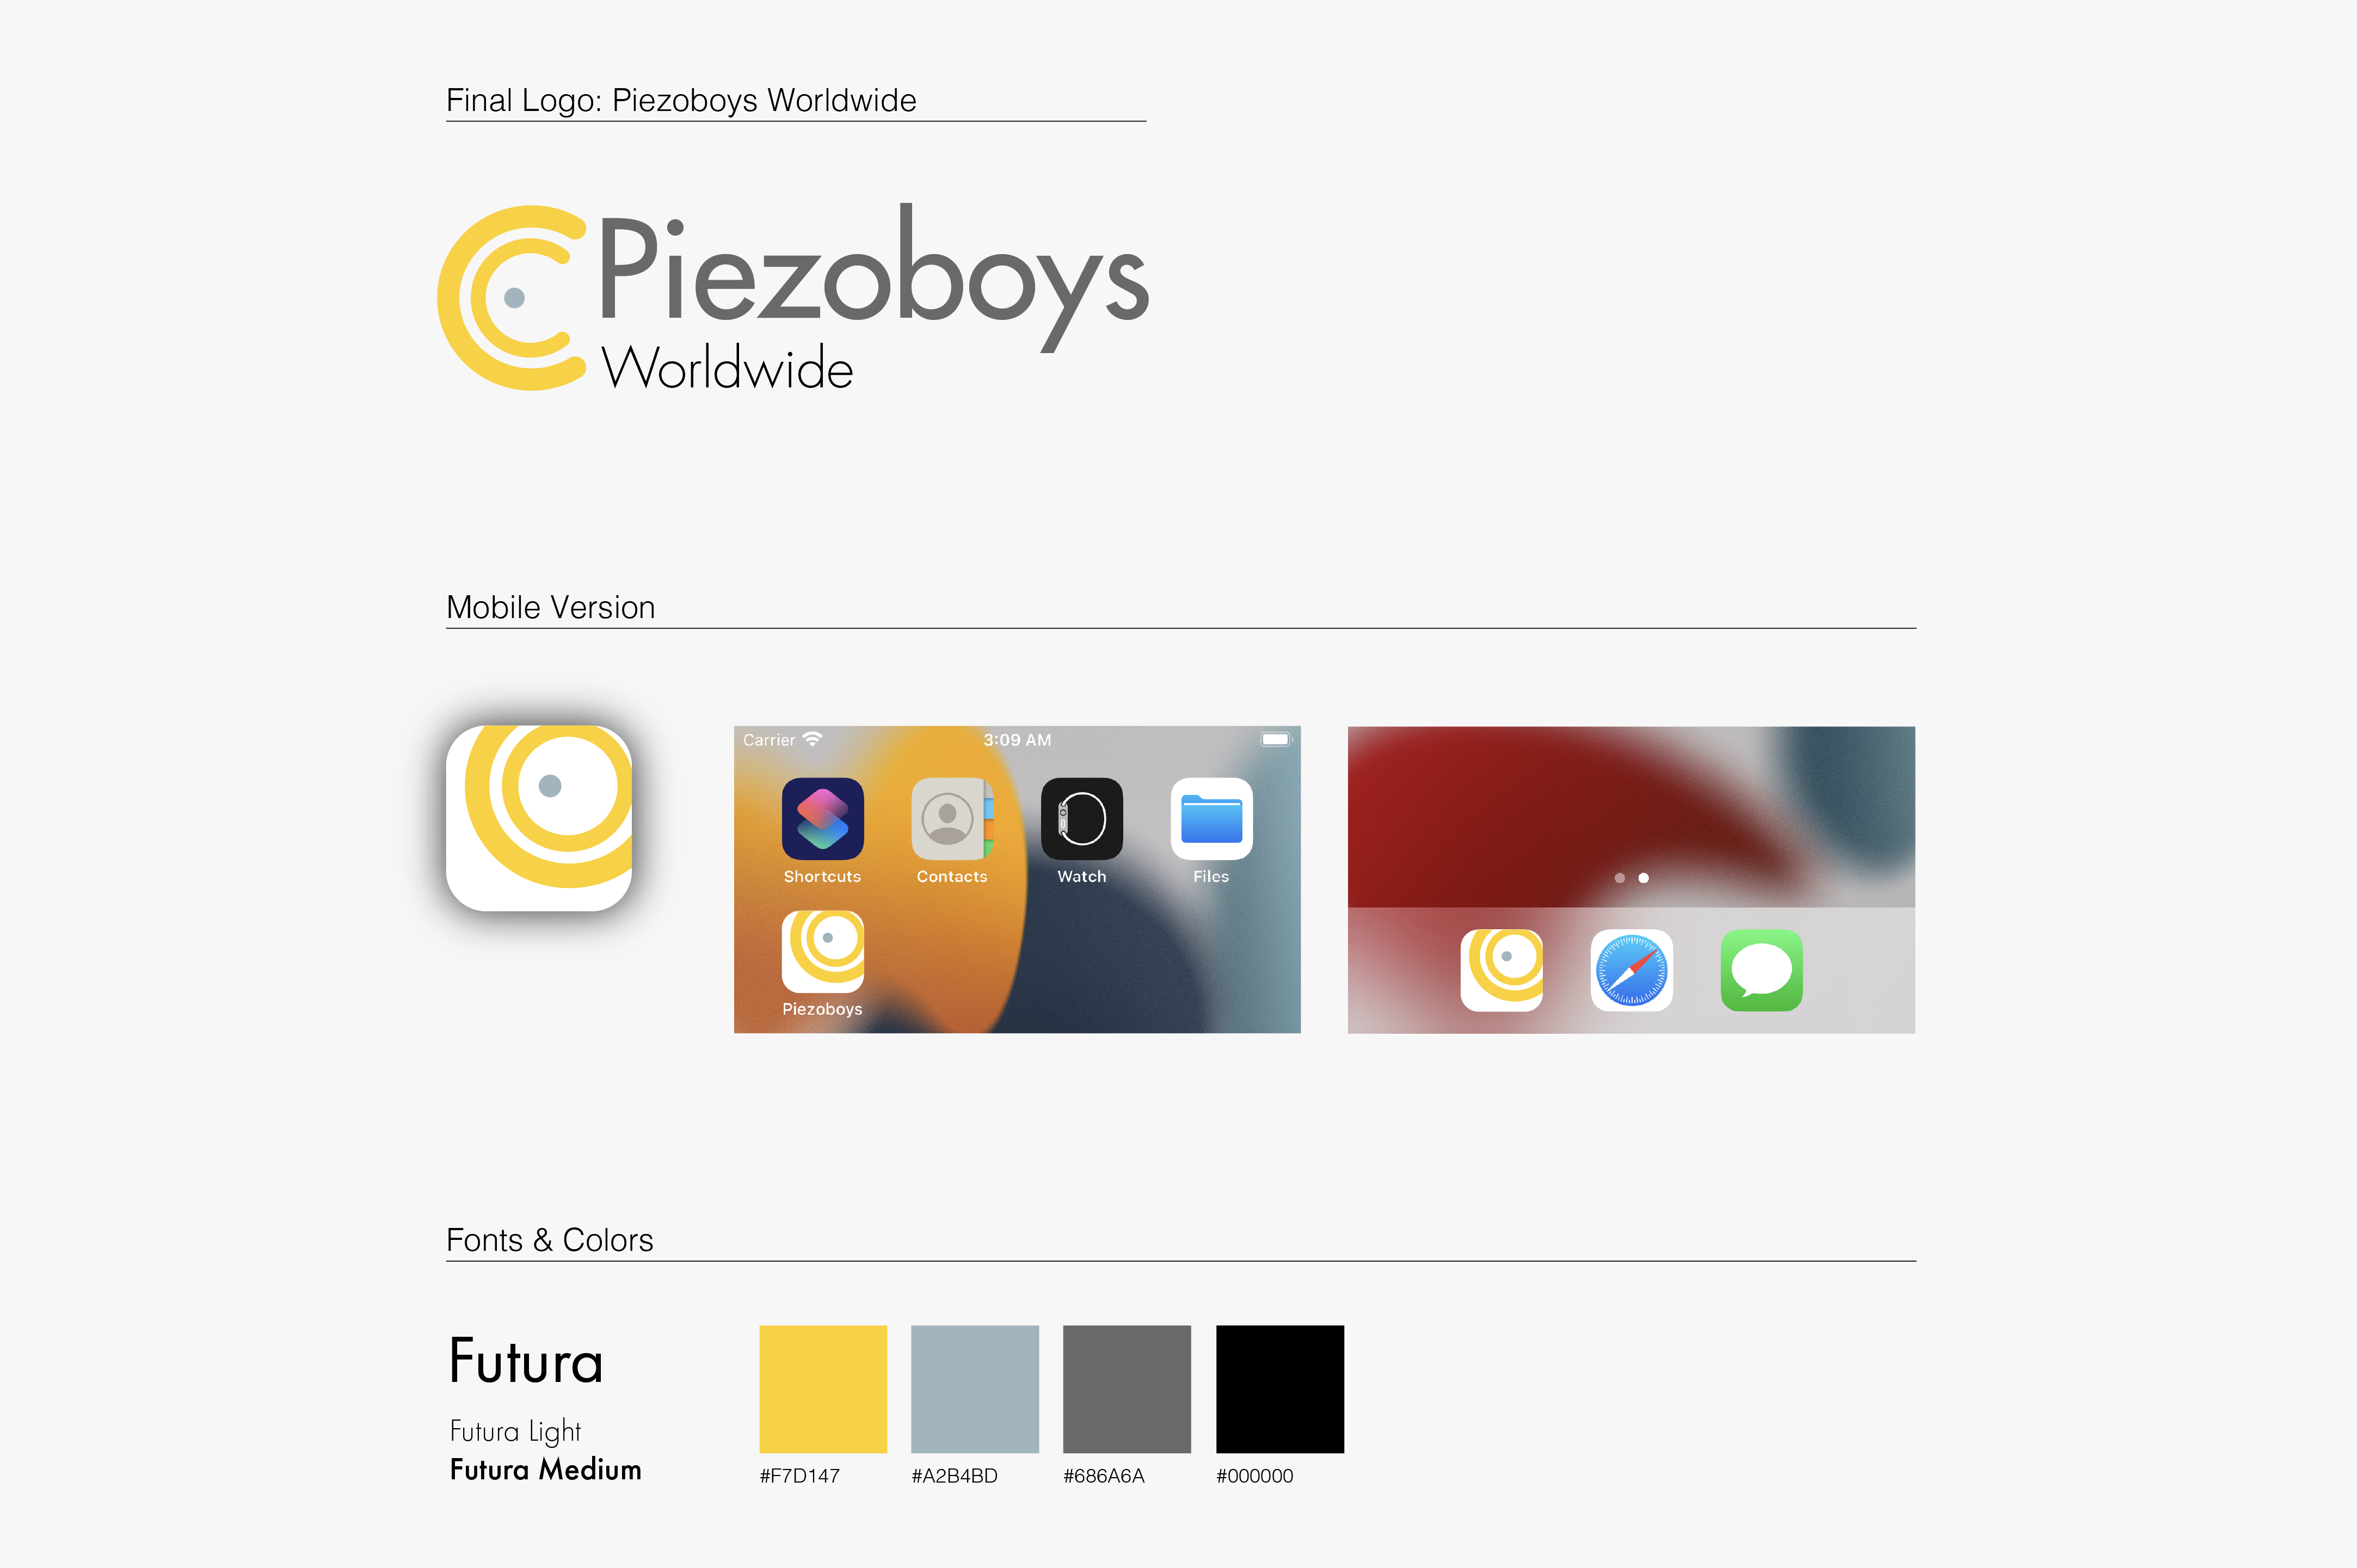 Final Logo: Piezoboys Worldwide
Piezoboys
Worldwide
Mobile Version
Carrier 3:09 AM
Shortcuts Contacts Watch Files
Piezoboys
Fonts & Colors
Futura
Futura Light
Futura Medium
#F7D147 #A2B4BD #686A6A #000000